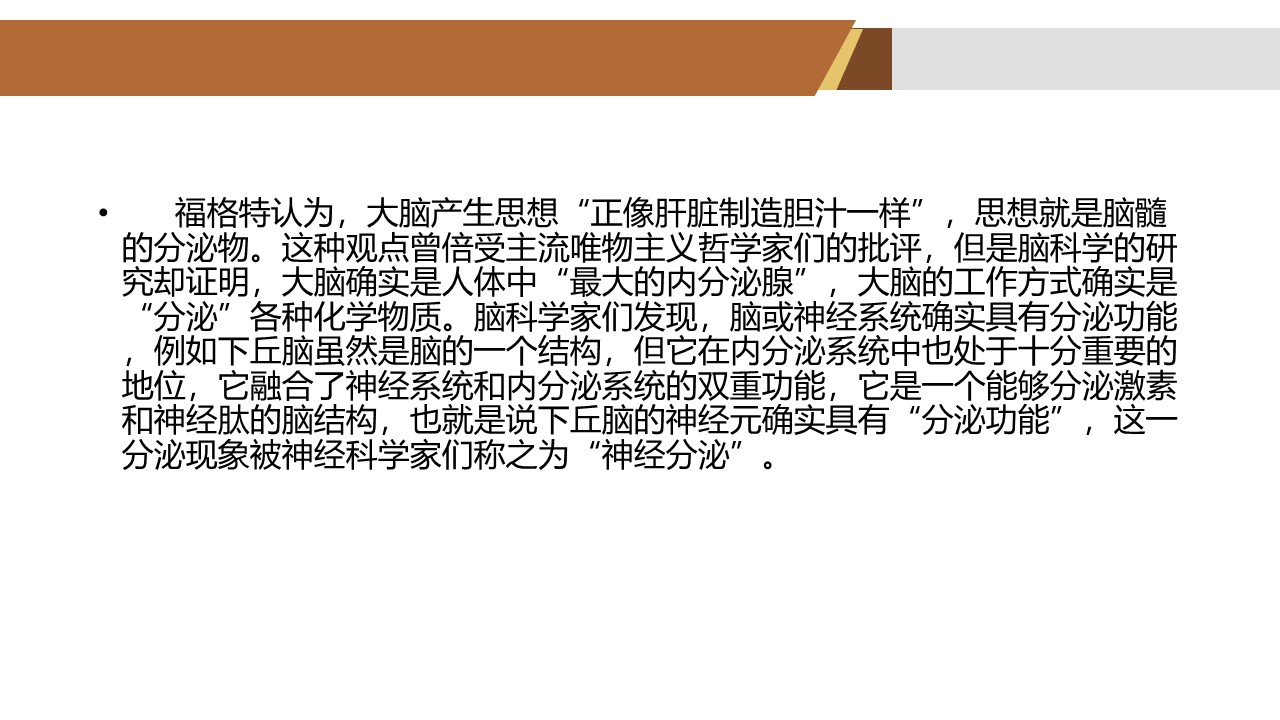 • 福格特认为，大脑产生思想“正像肝脏制造胆汁一样”，思想就是脑髓
的分泌物。这种观点曾倍受主流唯物主义哲学家们的批评，但是脑科学的研
究却证明，大脑确实是人体中“最大的内分泌腺”，大脑的工作方式确实是
“分泌”各种化学物质。脑科学家们发现，脑或神经系统确实具有分泌功能
，例如下丘脑虽然是脑的一个结构，但它在内分泌系统中也处于十分重要的
地位，它融合了神经系统和内分泌系统的双重功能，它是一个能够分泌激素
和神经肽的脑结构，也就是说下丘脑的神经元确实具有“分泌功能”，这一
分泌现象被神经科学家们称之为“神经分泌”。